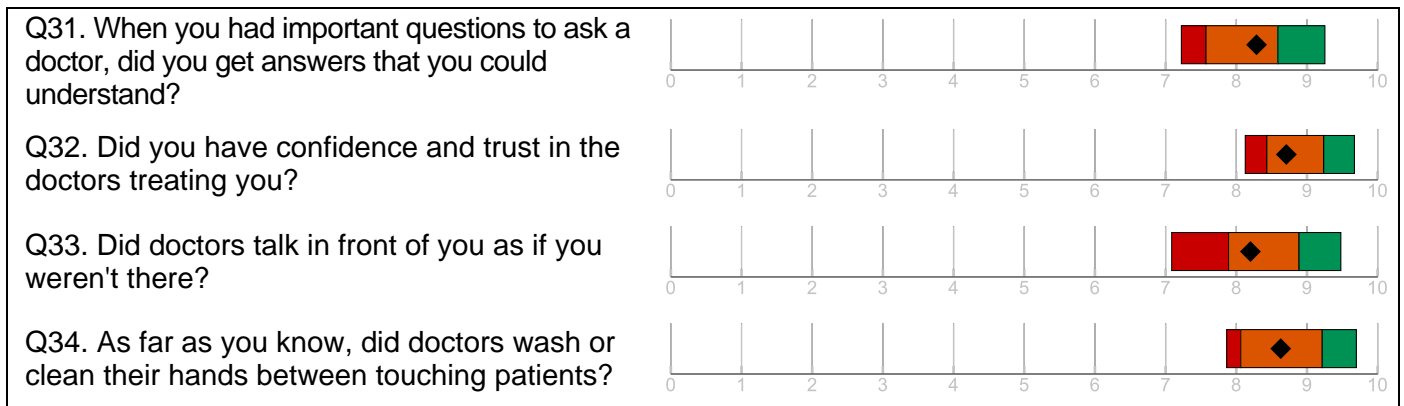 Q31. When you had important questions to ask a
doctor, did you get answers that you could
understand?
0 1 2 3 4 5 6 7 8 9 10
Q32. Did you have confidence and trust in the
doctors treating you?
0 1 2 3 4 5 6 7 8 9 10
Q33. Did doctors talk in front of you as if you
weren't there?
0 1 2 3 4 5 6 7 8 9 10
Q34. As far as you know, did doctors wash or
clean their hands between touching patients?
0 1 2 3 4 5 6 7 8 9 10